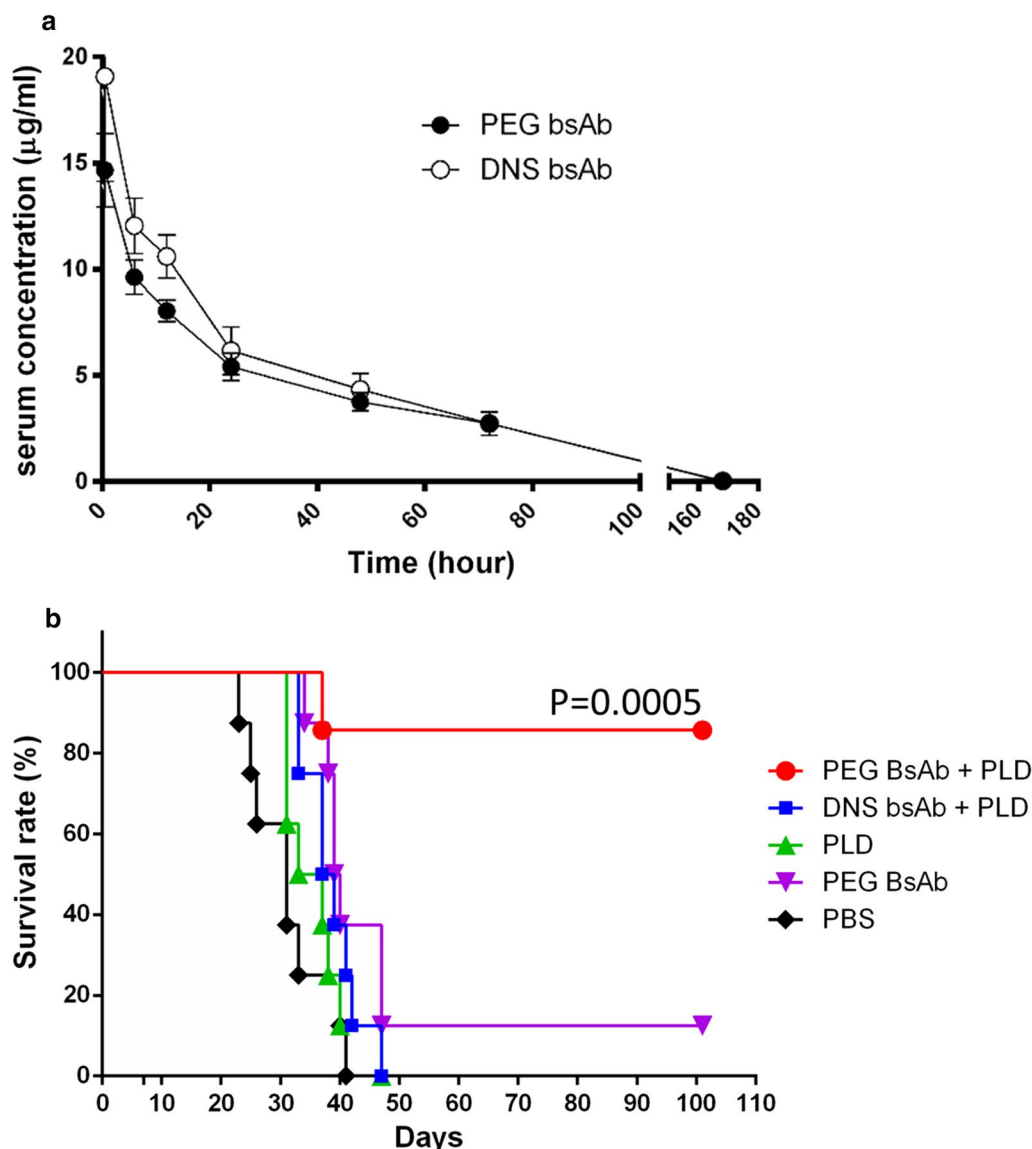 a
20
15
10
5
0
serum concentration (μg/ml)
PEG bsAb
DNS bsAb
0
20
40
60
80
100
160
180
Time (hour)
b
100
80
60
40
20
0
Survival rate (%)
P=0.0005
PEG BsAb + PLD
DNS bsAb + PLD
PLD
PEG BsAb
PBS
0 10 20 30 40 50 60 70 80 90 100 110
Days